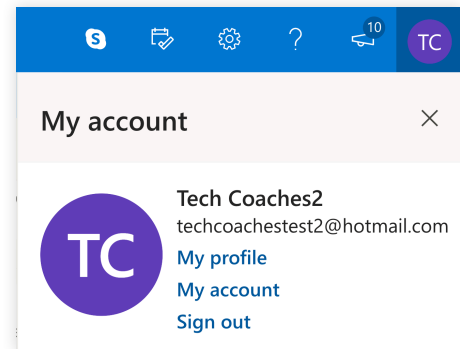 S
?
10
TC
My account
TC
Tech Coaches2
techcoachestest2@hotmail.com
My profile
My account
Sign out